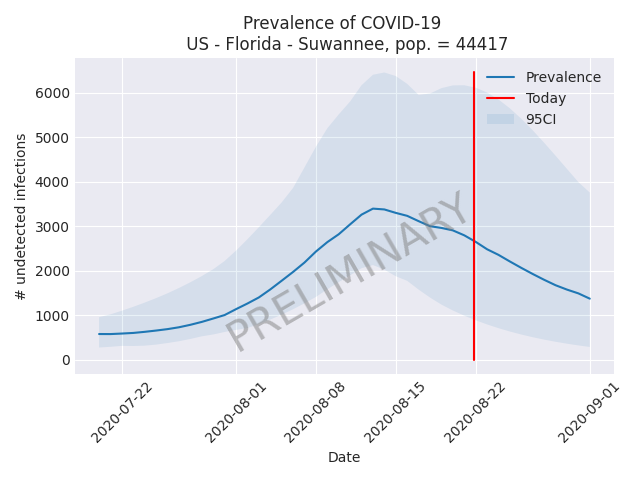 Prevalence of COVID-19
US - Florida - Suwannee, pop. = 44417
Prevalence
Today
95CI
6000
5000
4000
3000
2000
1000
0
# undetected infections
PRELIMINARY
2020-07-22
2020-08-01
2020-08-08
2020-08-15
2020-08-22
2020-09-01
Date